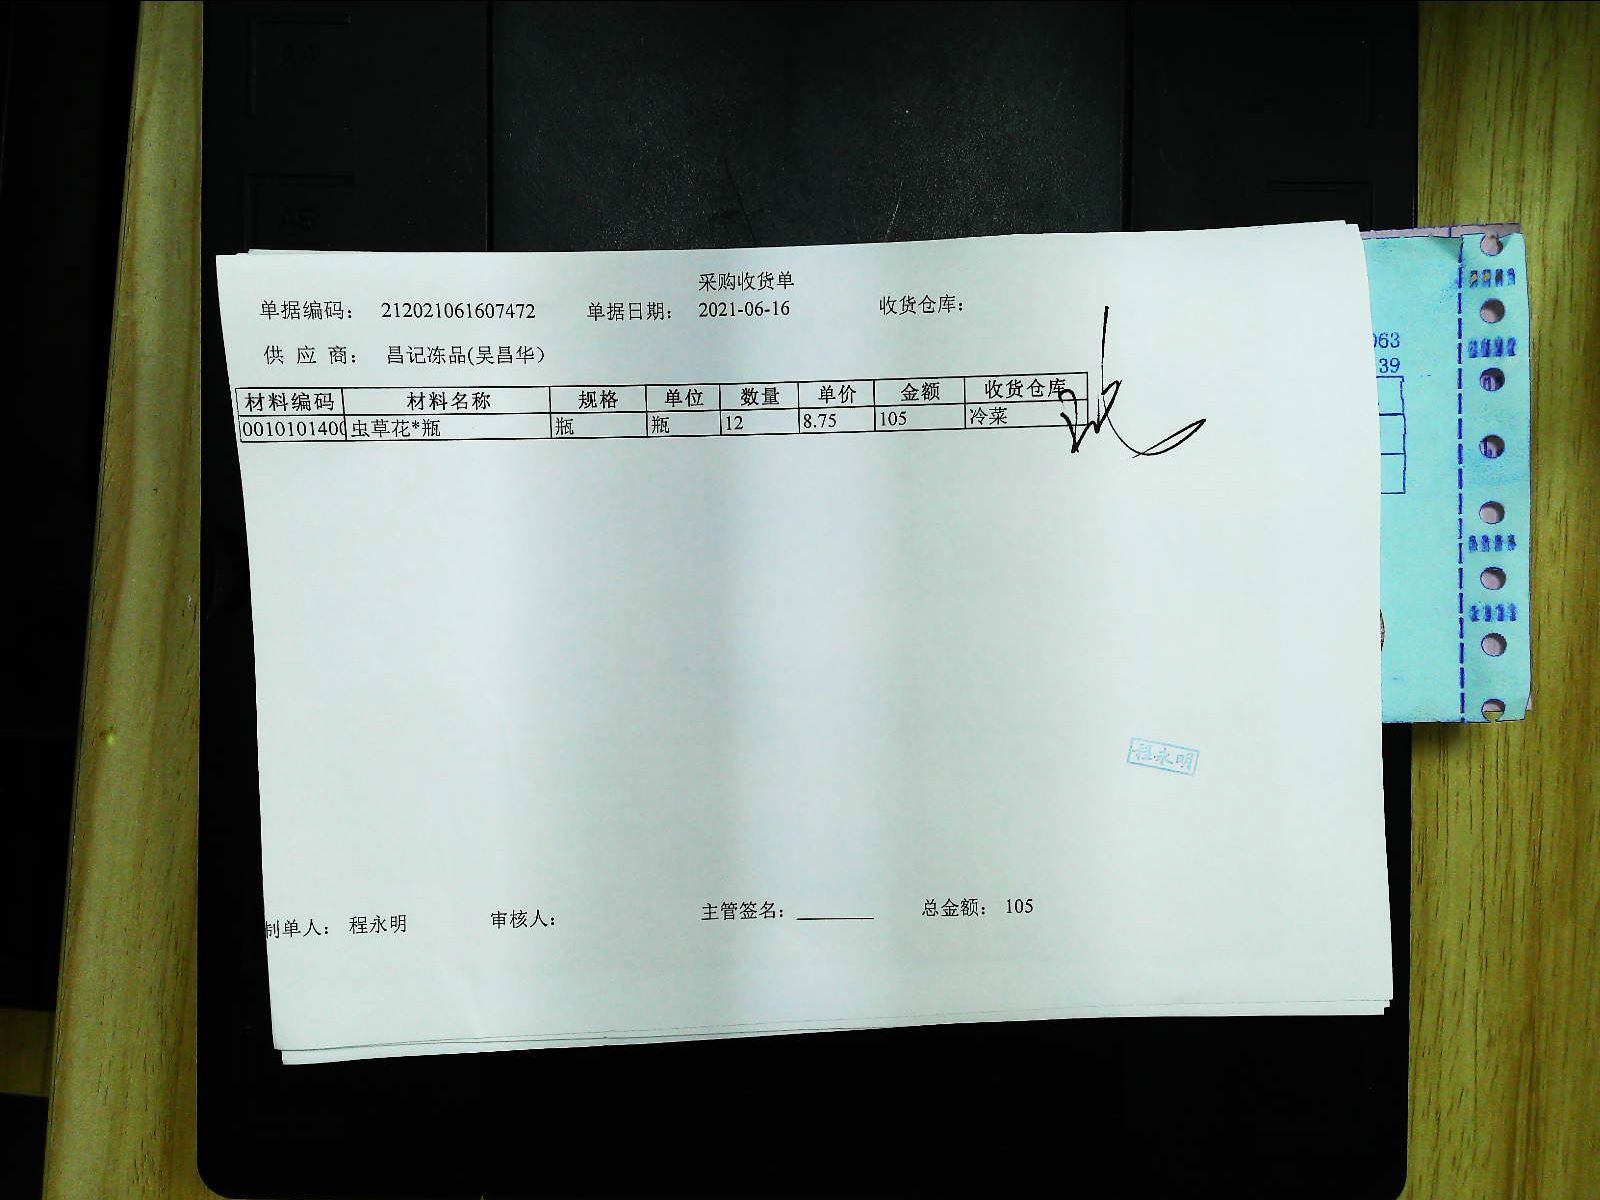 采购收货单
单据编码： 212021061607472 单据日期： 2021-06-16 收货仓库：
供 应 商： 昌记冻品(吴昌华)
材料编码 材料名称 规格 单位 数量 单价 金额 收货仓库
0010101400 虫草花*瓶 瓶 瓶 12 8.75 105 冷菜
063
39
程永明
制单人： 程永明 审核人： 主管签名： 总金额： 105